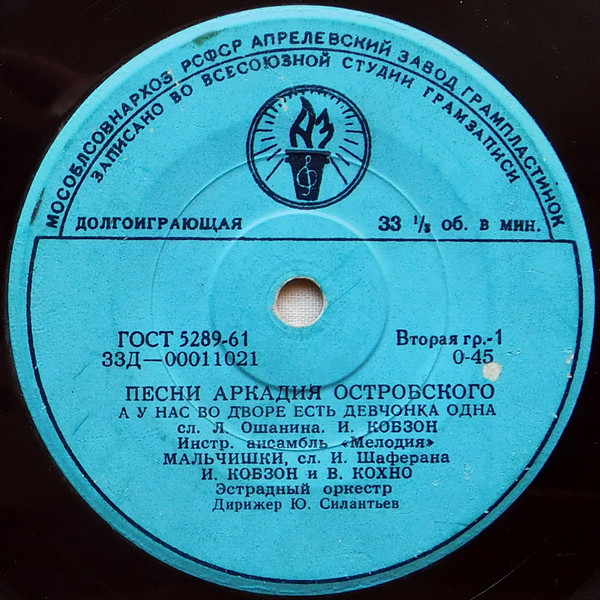 МОСОБЛСОВНАРХОЗ РСФСР АПРЕЛЕВСКИЙ ЗАВОД ГРАМПЛАСТИНОК
ЗАПИСАНО ВО ВСЕСОЮЗНОЙ СТУДИИ ГРАМЗАПИСИ
АЗ
ДОЛГОИГРАЮЩАЯ 33 ⅓ об. в мин.
ГОСТ 5289-61 Вторая гр.-1
33Д—00011021 0-45
ПЕСНИ АРКАДИЯ ОСТРОВСКОГО
А У НАС ВО ДВОРЕ ЕСТЬ ДЕВЧОНКА ОДНА
сл. Л. Ошанина. И. КОБЗОН
Инстр. ансамбль «Мелодия»
МАЛЬЧИШКИ, сл. И. Шаферана
И. КОБЗОН и В. КОХНО
Эстрадный оркестр
Дирижер Ю. Силантьев